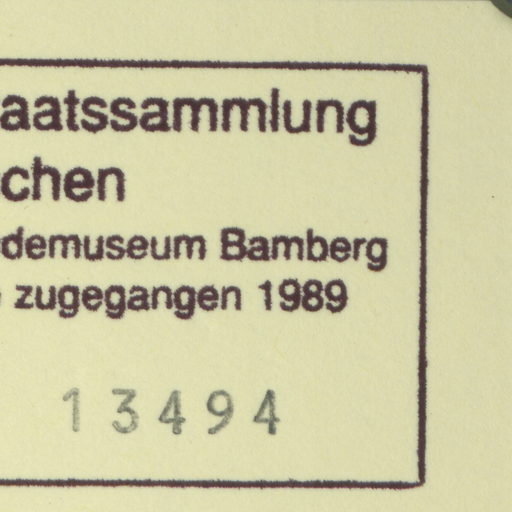 aatssammlung
chen
demuseum Bamberg
zugegangen 1989
13494